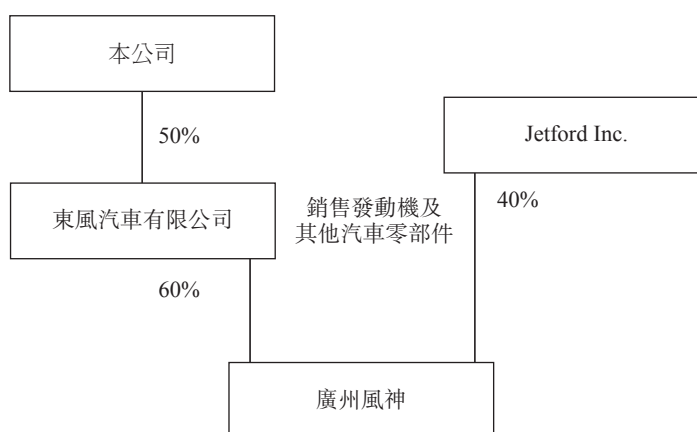 本公司
50%
Jetford Inc.
40%
東風汽車有限公司
銷售發動機及
其他汽車零部件
60%
廣州風神